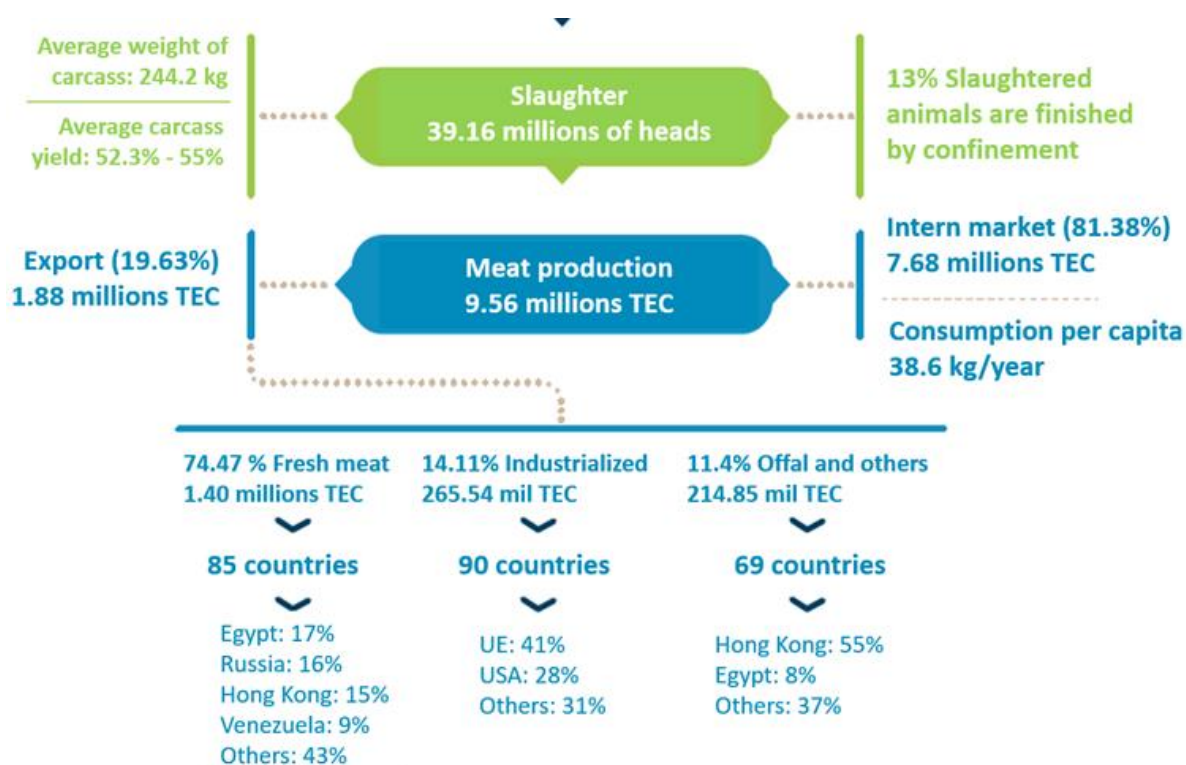 Average weight of
carcass: 244.2 kg
Average carcass
yield: 52.3% - 55%
Slaughter
39.16 millions of heads
13% Slaughtered
animals are finished
by confinement
Export (19.63%)
1.88 millions TEC
Meat production
9.56 millions TEC
Intern market (81.38%)
7.68 millions TEC
Consumption per capita
38.6 kg/year
74.47 % Fresh meat
1.40 millions TEC
85 countries
Egypt: 17%
Russia: 16%
Hong Kong: 15%
Venezuela: 9%
Others: 43%
14.11% Industrialized
265.54 mil TEC
90 countries
UE: 41%
USA: 28%
Others: 31%
11.4% Offal and others
214.85 mil TEC
69 countries
Hong Kong: 55%
Egypt: 8%
Others: 37%